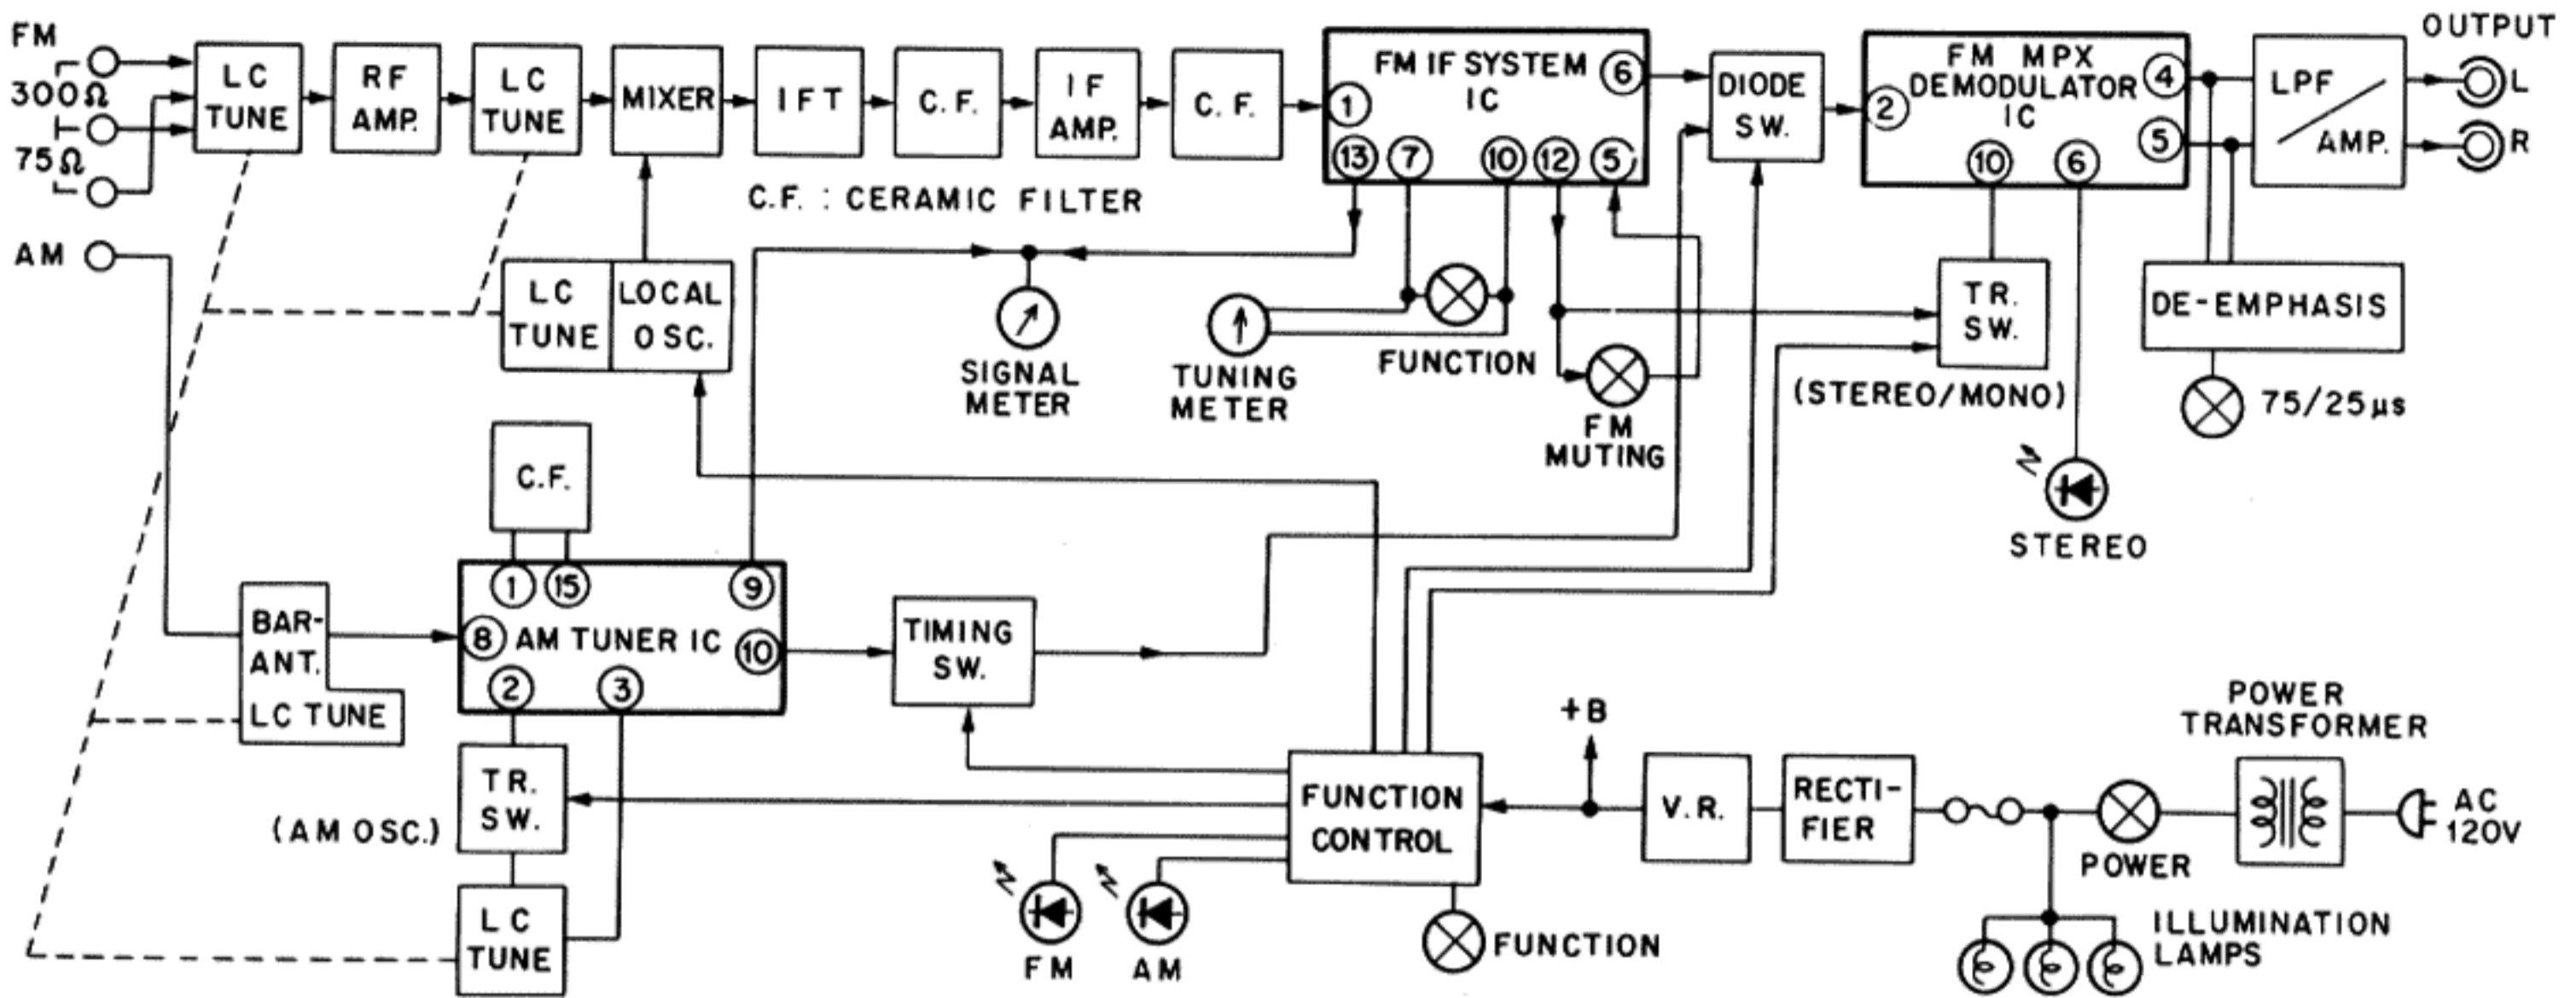 FM
300Ω
75Ω
AM
LC
TUNE
RF
AMP.
LC
TUNE
MIXER
IFT
C.F.
IF
AMP.
C.F.
FM IF SYSTEM
IC
1
6
13
7
10
12
5
DIODE
SW.
FM MPX
DEMODULATOR
IC
2
4
5
10
6
LPF
AMP.
OUTPUT
L
R
C.F. : CERAMIC FILTER
LC
TUNE
LOCAL
OSC.
SIGNAL
METER
TUNING
METER
FUNCTION
FM
MUTING
TR.
SW.
(STEREO/MONO)
DE-EMPHASIS
75/25μs
STEREO
C.F.
1
15
9
8
AM TUNER IC
10
2
3
BAR-
ANT.
LC TUNE
TIMING
SW.
TR.
SW.
(AM OSC.)
LC
TUNE
FM
AM
FUNCTION
CONTROL
FUNCTION
+B
V.R.
RECTI-
FIER
POWER
POWER
TRANSFORMER
AC
120V
ILLUMINATION
LAMPS